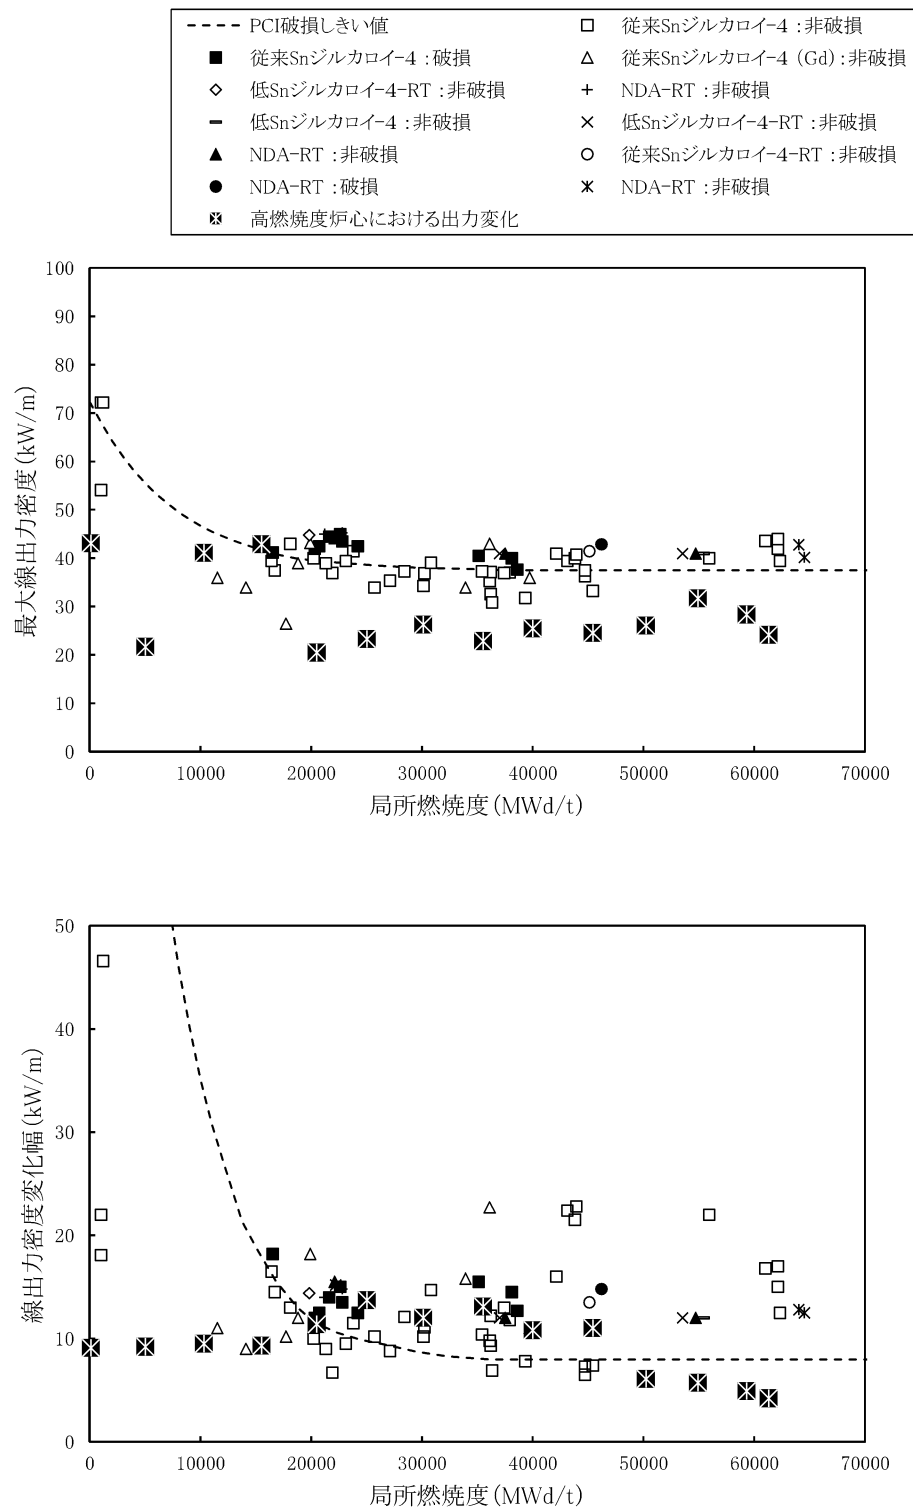 PCI破損しきい値
従来Snジルカロイ-4：非破損
従来Snジルカロイ-4：破損
従来Snジルカロイ-4（Gd）：非破損
低Snジルカロイ-4-RT：非破損
NDA-RT：非破損
低Snジルカロイ-4：非破損
低Snジルカロイ-4-RT：非破損
NDA-RT：非破損
従来Snジルカロイ-4-RT：非破損
NDA-RT：破損
NDA-RT：非破損
高燃焼度炉心における出力変化
最大線出力密度(kW/m)
100
90
80
70
60
50
40
30
20
10
0
0 10000 20000 30000 40000 50000 60000 70000
局所燃焼度(MWd/t)
線出力密度変化幅(kW/m)
50
40
30
20
10
0
0 10000 20000 30000 40000 50000 60000 70000
局所燃焼度(MWd/t)